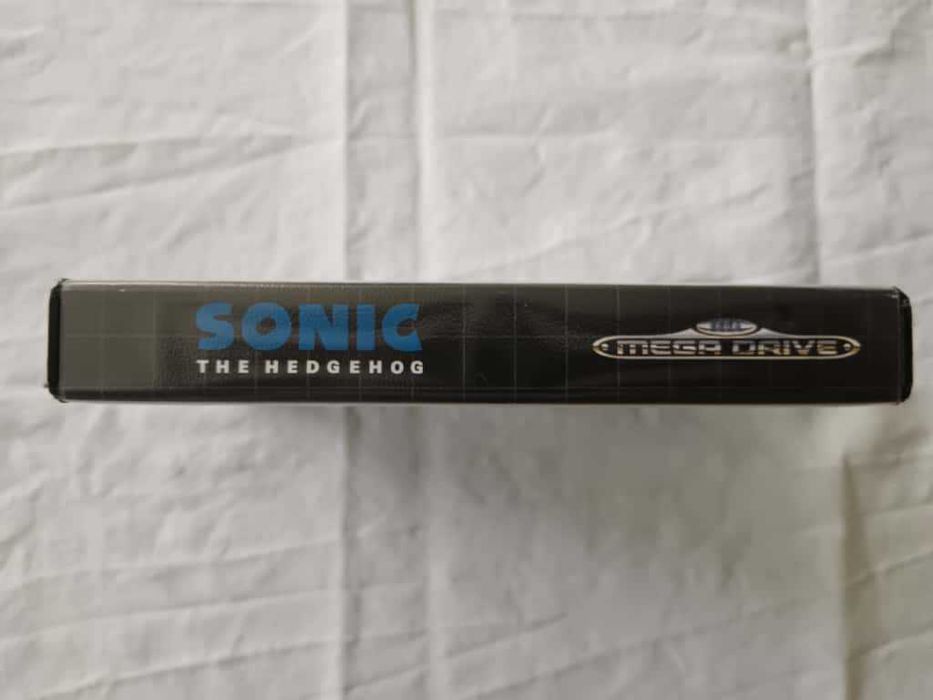 SONIC
THE HEDGEHOG
MEGA DRIVE